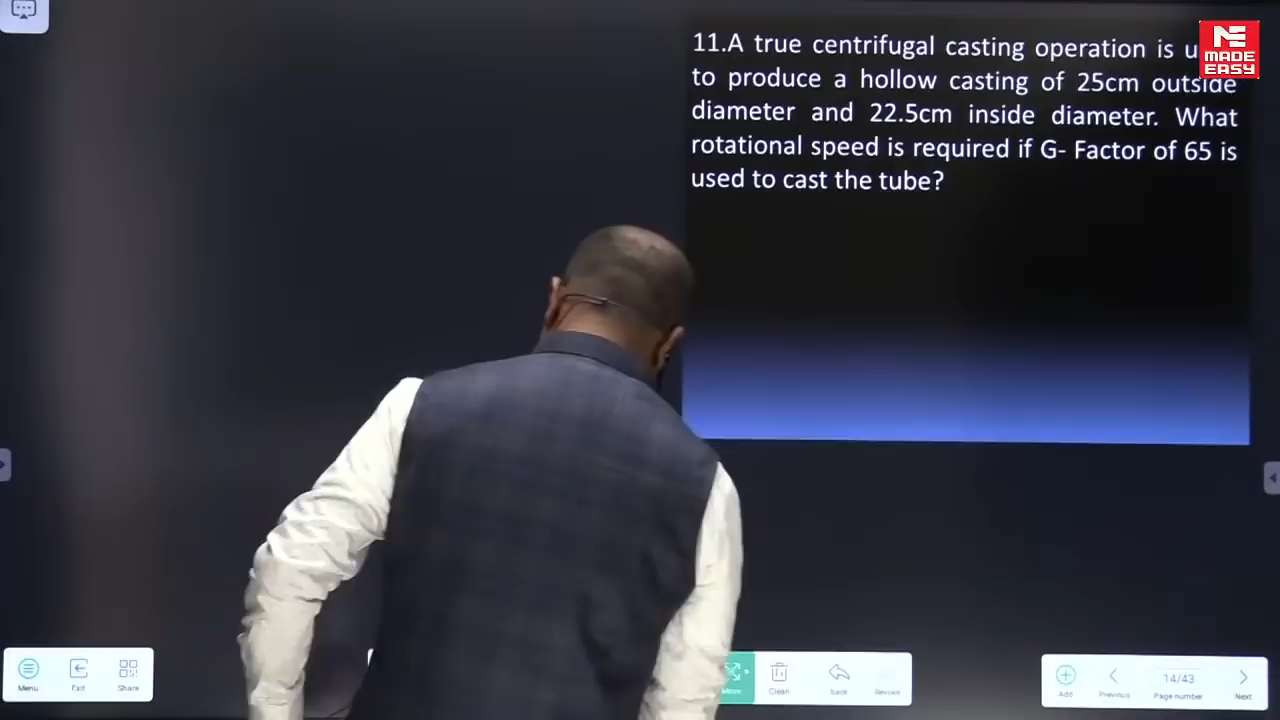 11.A true centrifugal casting operation is
to produce a hollow casting of 25cm outside
diameter and 22.5cm inside diameter. What
rotational speed is required if G- Factor of 65 is
used to cast the tube?
MADE
EASY
Menu
Exit
Share
Move
Clean
back
Revoke
Add
Previous
14/43
Page number
Next